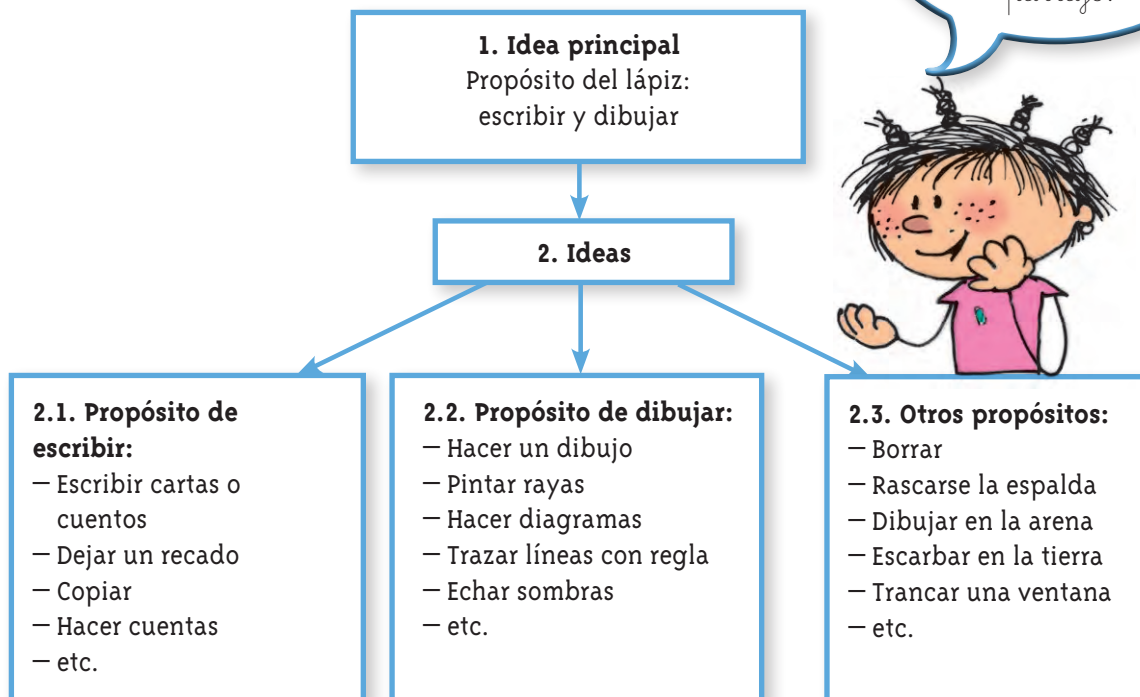 1. Idea principal
Propósito del lápiz:
escribir y dibujar
2. Ideas
2.1. Propósito de
escribir:
— Escribir cartas o
cuentos
— Dejar un recado
— Copiar
— Hacer cuentas
— etc.
2.2. Propósito de dibujar:
— Hacer un dibujo
— Pintar rayas
— Hacer diagramas
— Trazar líneas con regla
— Echar sombras
— etc.
2.3. Otros propósitos:
— Borrar
— Rascarse la espalda
— Dibujar en la arena
— Escarbar en la tierra
— Trancar una ventana
— etc.